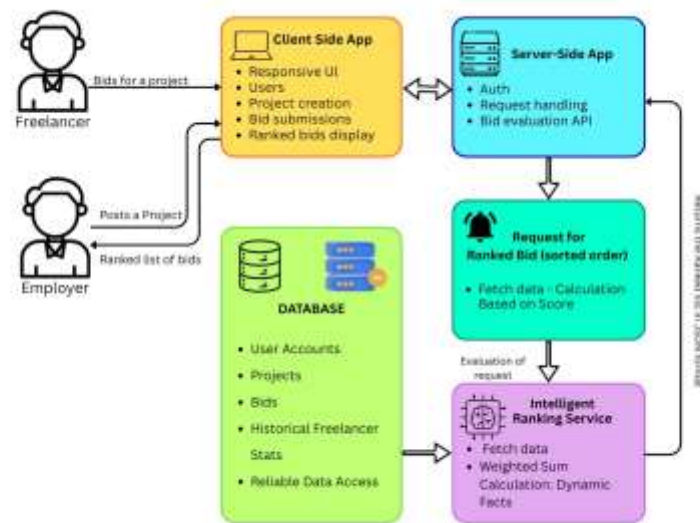 Client Side App
Responsive UI
Users
Project creation
Bid submissions
Ranked bids display
Server-Side App
Auth
Request handling
Bid evaluation API
Bids for a project
Freelancer
Posts a Project
Ranked list of bids
Employer
DATABASE
User Accounts
Projects
Bids
Historical Freelancer
Stats
Reliable Data Access
Request for
Ranked Bid (sorted order)
Fetch data - Calculation
Based on Score
Evaluation of
request
Intelligent
Ranking Service
Fetch data
Weighted Sum
Calculation: Dynamic
Facts